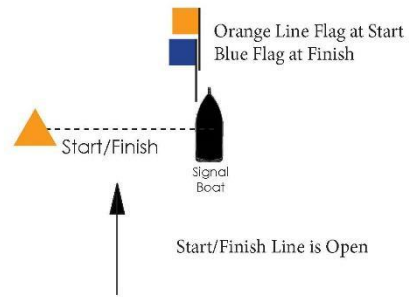 Orange Line Flag at Start
Blue Flag at Finish
Start/Finish
Signal
Boat
Start/Finish Line is Open